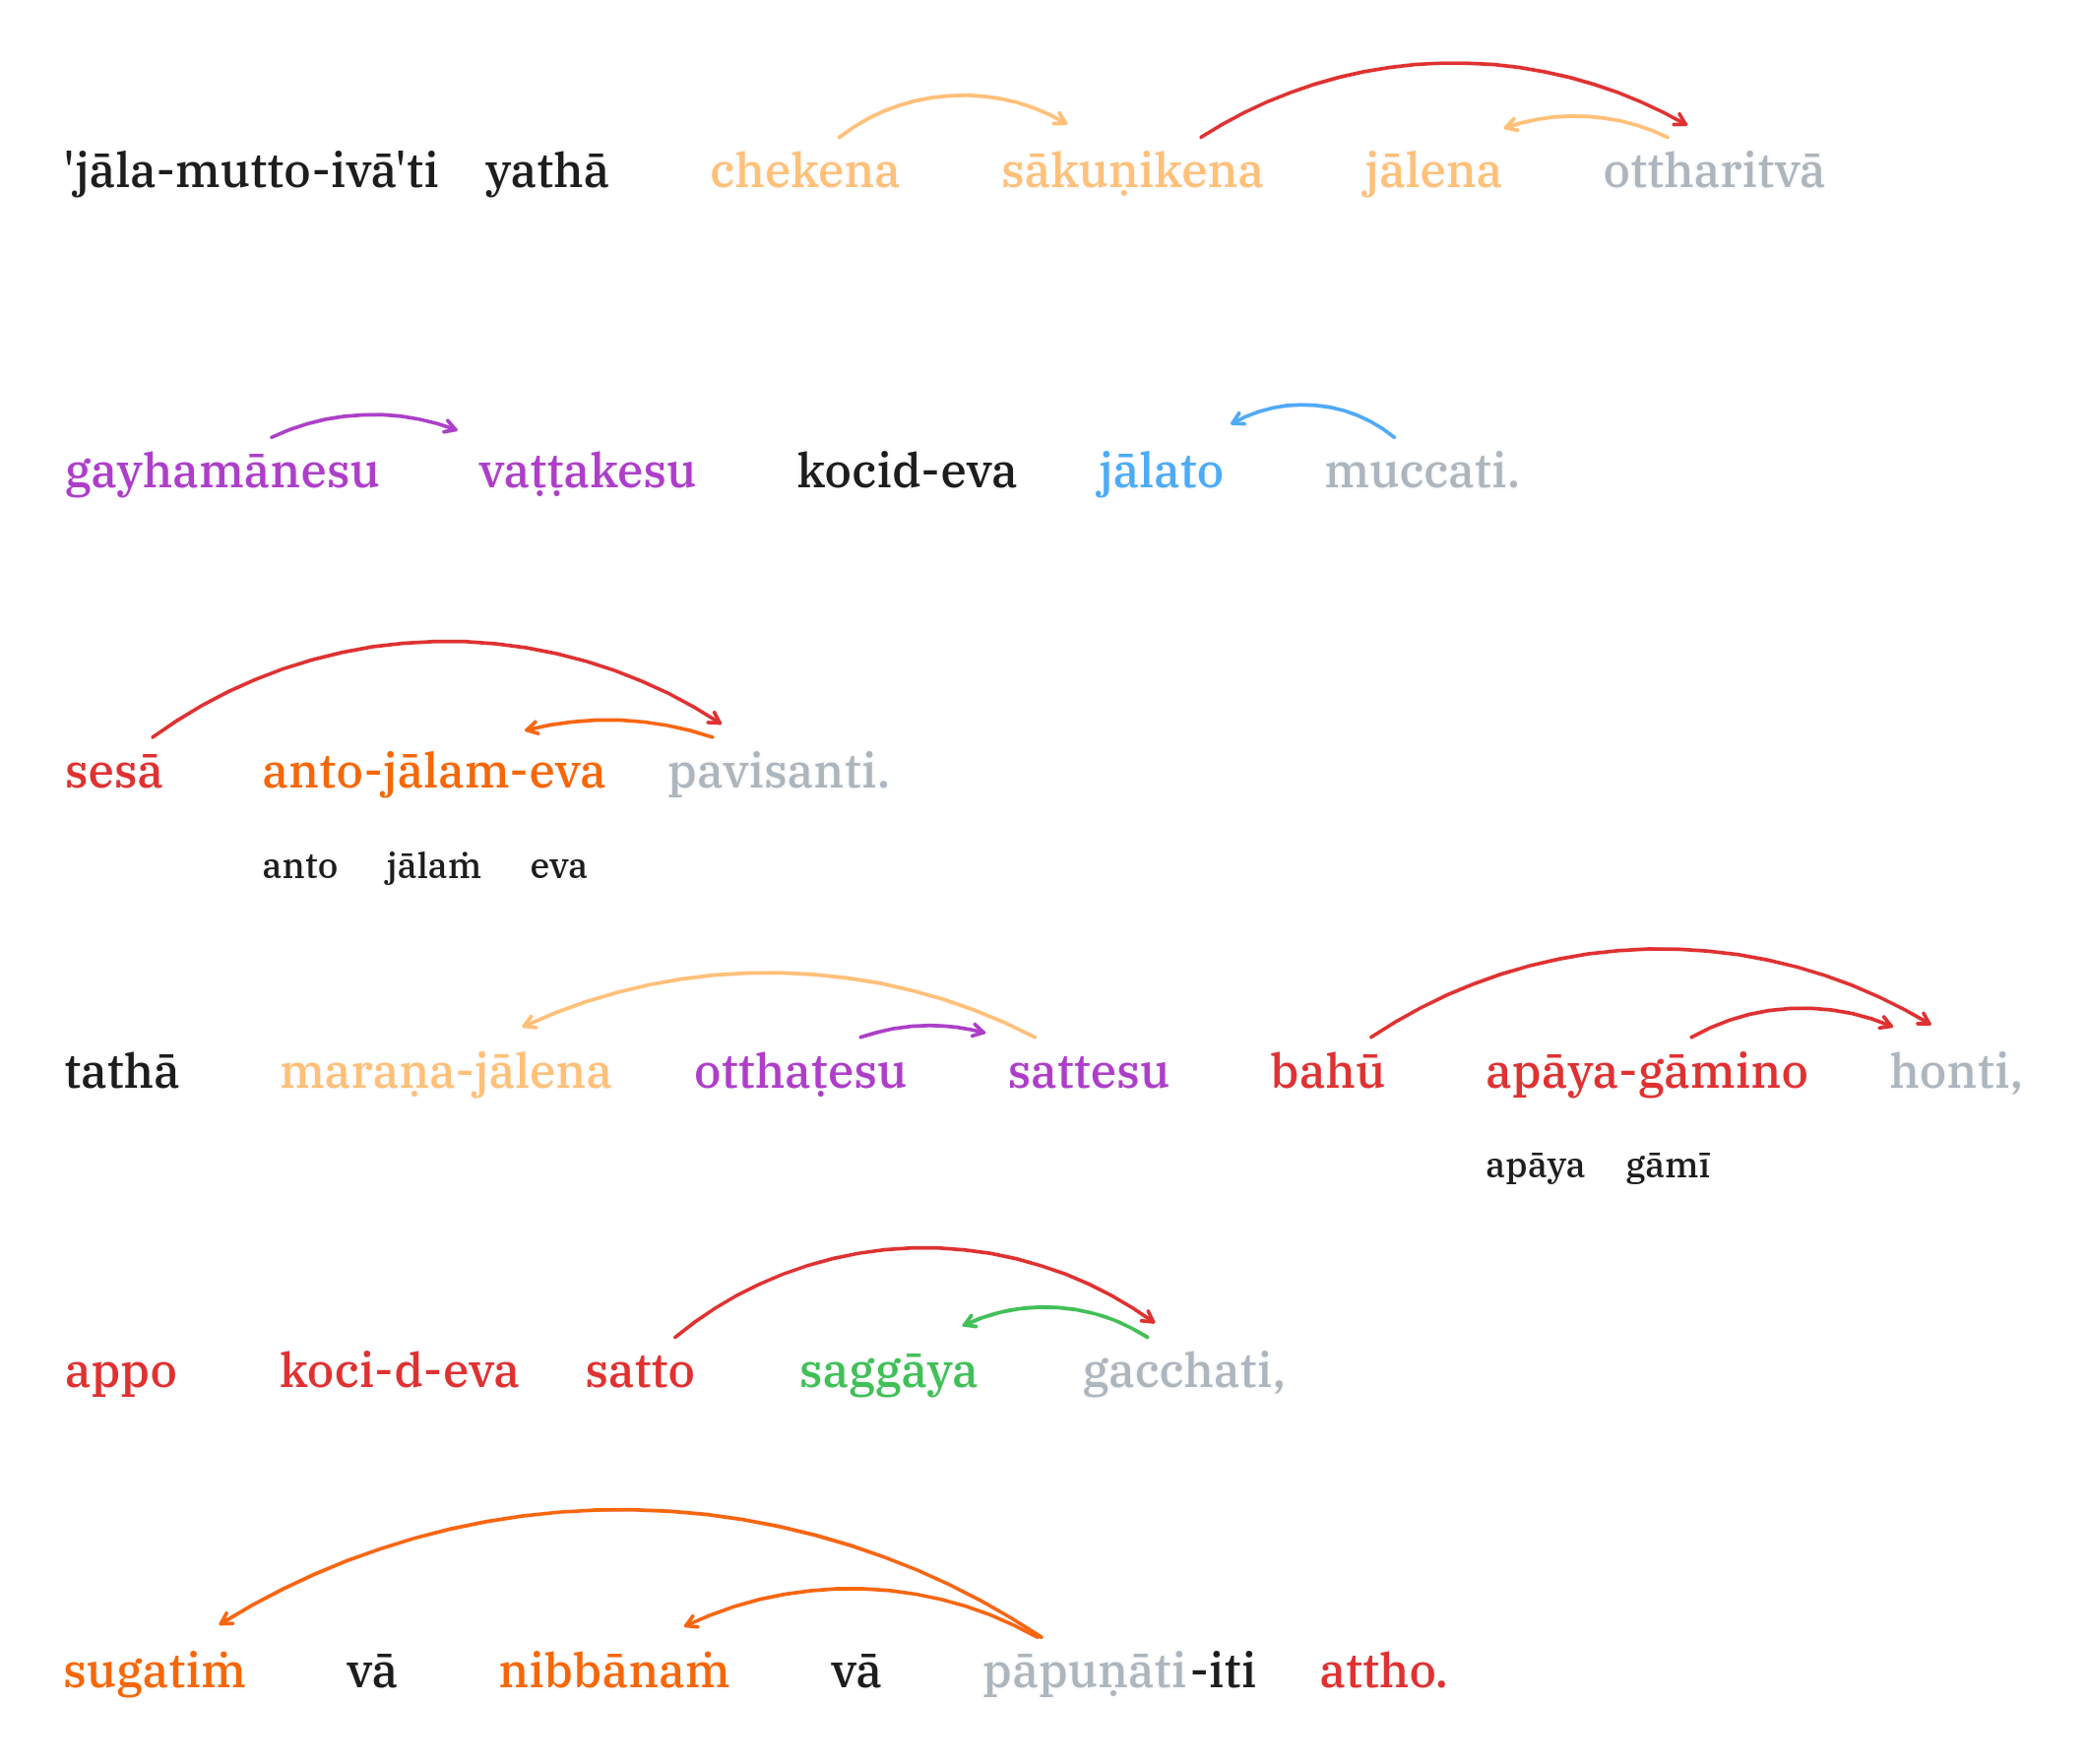 'jāla-mutto-ivā'ti yathā chekena sākuṇikena jālena ottharitvā
gayhamānesu vaṭṭakesu kocid-eva jālato muccati.
sesā anto-jālam-eva pavisanti.
anto jālaṁ eva
tathā maraṇa-jālena otthaṭesu sattesu bahū apāya-gāmino honti,
apāya gāmī
appo koci-d-eva satto saggāya gacchati,
sugatiṁ vā nibbānaṁ vā pāpuṇāti-iti attho.